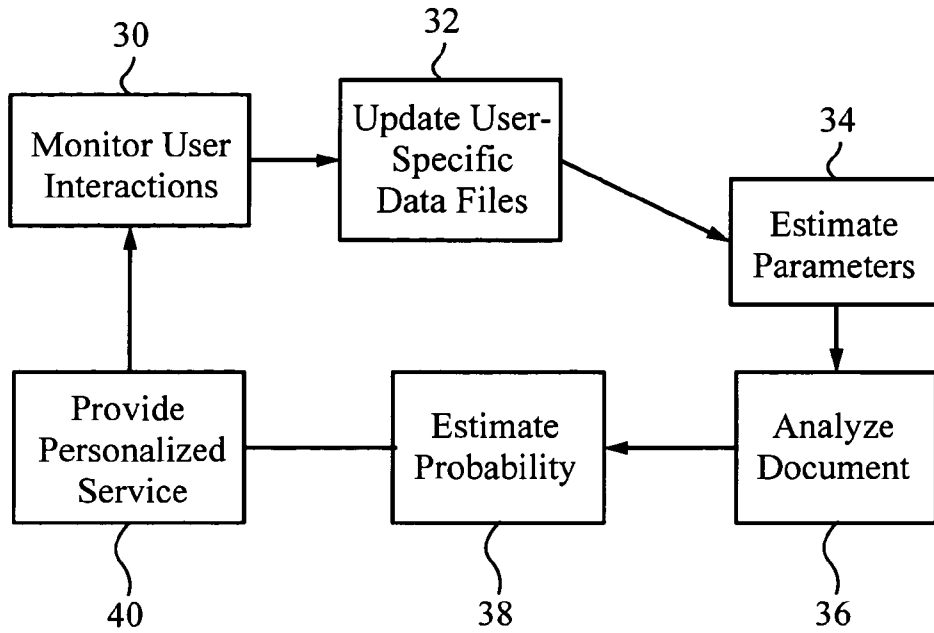 30
Monitor User
Interactions
32
Update User-
Specific
Data Files
34
Estimate
Parameters
Provide
Personalized
Service
40
Estimate
Probability
38
Analyze
Document
36